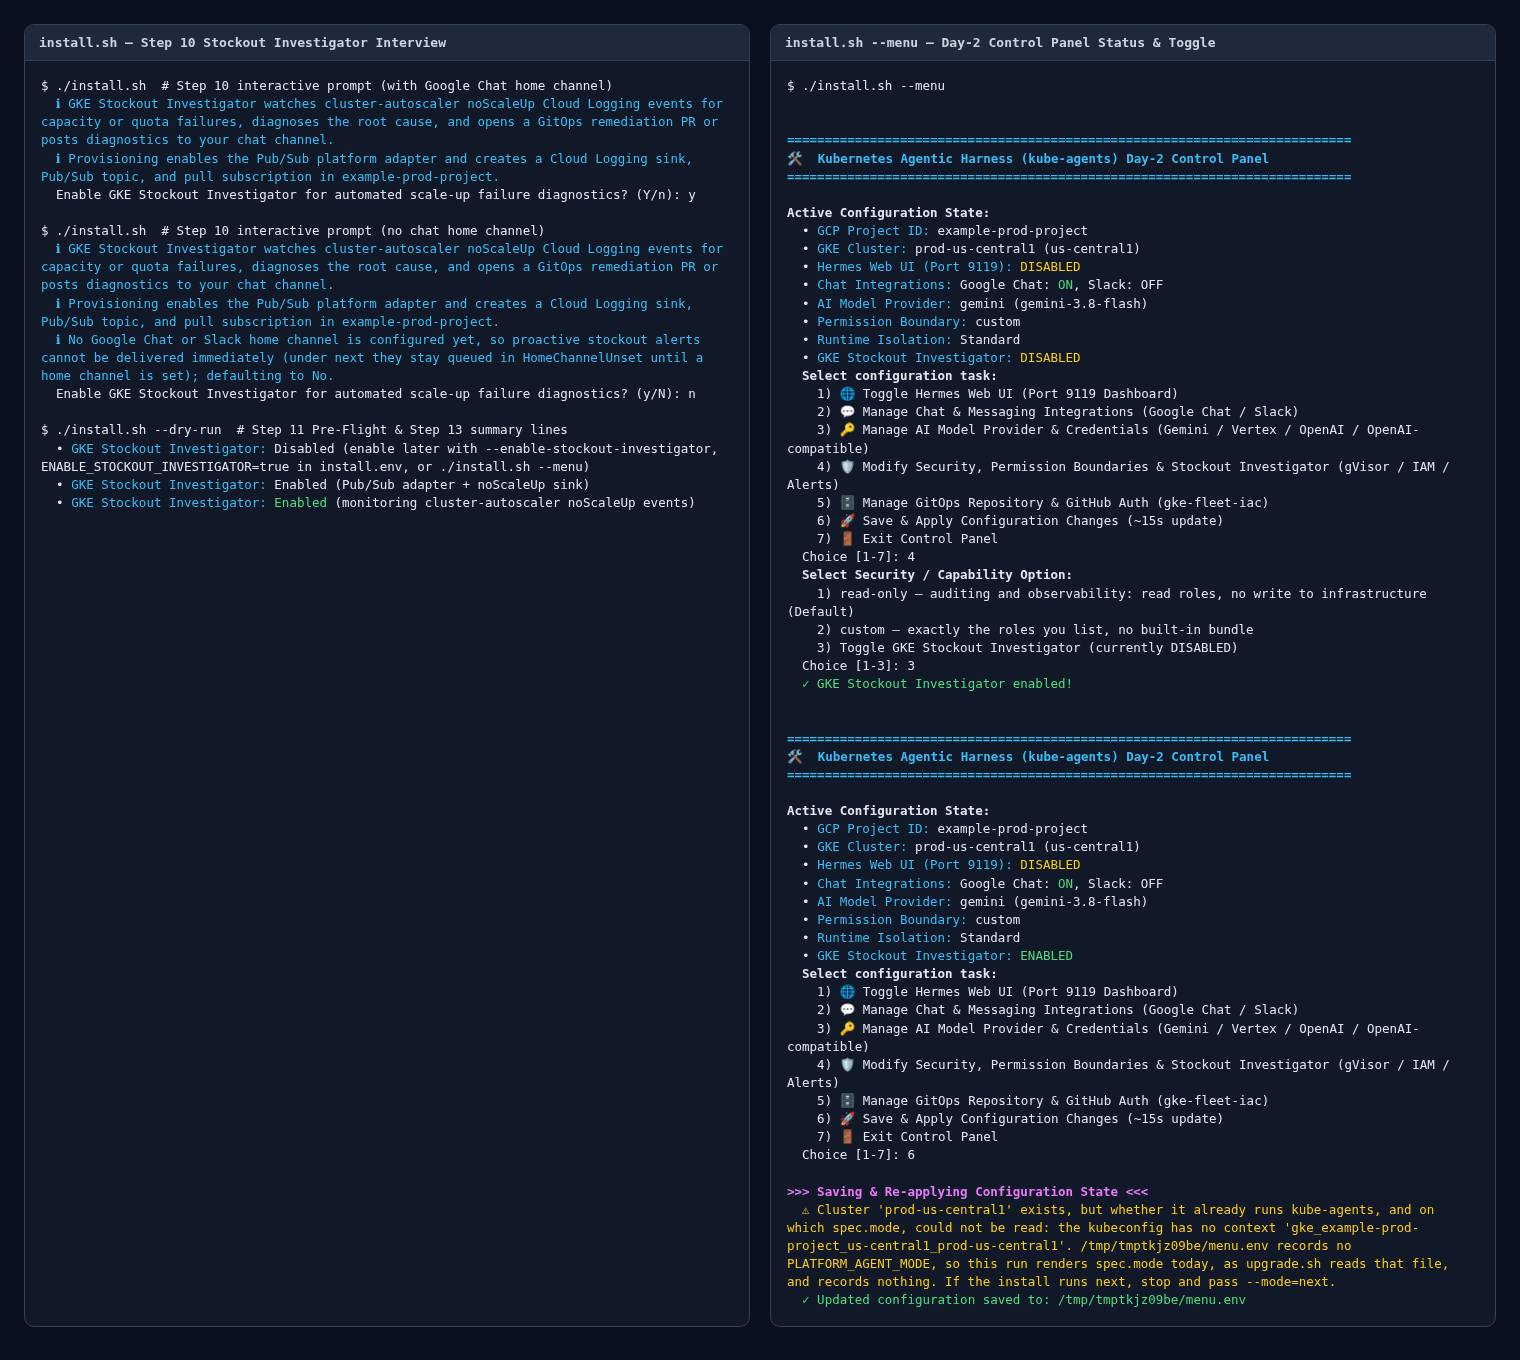 install.sh — Step 10 Stockout Investigator Interview
$ ./install.sh  # Step 10 interactive prompt (with Google Chat home channel)
ℹ GKE Stockout Investigator watches cluster-autoscaler noScaleUp Cloud Logging events for
capacity or quota failures, diagnoses the root cause, and opens a GitOps remediation PR or
posts diagnostics to your chat channel.
ℹ Provisioning enables the Pub/Sub platform adapter and creates a Cloud Logging sink,
Pub/Sub topic, and pull subscription in example-prod-project.
Enable GKE Stockout Investigator for automated scale-up failure diagnostics? (Y/n): y
$ ./install.sh  # Step 10 interactive prompt (no chat home channel)
ℹ GKE Stockout Investigator watches cluster-autoscaler noScaleUp Cloud Logging events for
capacity or quota failures, diagnoses the root cause, and opens a GitOps remediation PR or
posts diagnostics to your chat channel.
ℹ Provisioning enables the Pub/Sub platform adapter and creates a Cloud Logging sink,
Pub/Sub topic, and pull subscription in example-prod-project.
ℹ No Google Chat or Slack home channel is configured yet, so proactive stockout alerts
cannot be delivered immediately (under next they stay queued in HomeChannelUnset until a
home channel is set); defaulting to No.
Enable GKE Stockout Investigator for automated scale-up failure diagnostics? (y/N): n
$ ./install.sh --dry-run  # Step 11 Pre-Flight & Step 13 summary lines
• GKE Stockout Investigator: Disabled (enable later with --enable-stockout-investigator,
ENABLE_STOCKOUT_INVESTIGATOR=true in install.env, or ./install.sh --menu)
• GKE Stockout Investigator: Enabled (Pub/Sub adapter + noScaleUp sink)
• GKE Stockout Investigator: Enabled (monitoring cluster-autoscaler noScaleUp events)
install.sh --menu — Day-2 Control Panel Status & Toggle
$ ./install.sh --menu
===========================================================================
🛠️ Kubernetes Agentic Harness (kube-agents) Day-2 Control Panel
===========================================================================
Active Configuration State:
• GCP Project ID: example-prod-project
• GKE Cluster: prod-us-central1 (us-central1)
• Hermes Web UI (Port 9119): DISABLED
• Chat Integrations: Google Chat: ON, Slack: OFF
• AI Model Provider: gemini (gemini-3.8-flash)
• Permission Boundary: custom
• Runtime Isolation: Standard
• GKE Stockout Investigator: DISABLED
Select configuration task:
1) 🌐 Toggle Hermes Web UI (Port 9119 Dashboard)
2) 💬 Manage Chat & Messaging Integrations (Google Chat / Slack)
3) 🔑 Manage AI Model Provider & Credentials (Gemini / Vertex / OpenAI / OpenAI-
compatible)
4) 🛡️ Modify Security, Permission Boundaries & Stockout Investigator (gVisor / IAM /
Alerts)
5) 🗄️ Manage GitOps Repository & GitHub Auth (gke-fleet-iac)
6) 🚀 Save & Apply Configuration Changes (~15s update)
7) 🚪 Exit Control Panel
Choice [1-7]: 4
Select Security / Capability Option:
1) read-only — auditing and observability: read roles, no write to infrastructure
(Default)
2) custom — exactly the roles you list, no built-in bundle
3) Toggle GKE Stockout Investigator (currently DISABLED)
Choice [1-3]: 3
✓ GKE Stockout Investigator enabled!
===========================================================================
🛠️ Kubernetes Agentic Harness (kube-agents) Day-2 Control Panel
===========================================================================
Active Configuration State:
• GCP Project ID: example-prod-project
• GKE Cluster: prod-us-central1 (us-central1)
• Hermes Web UI (Port 9119): DISABLED
• Chat Integrations: Google Chat: ON, Slack: OFF
• AI Model Provider: gemini (gemini-3.8-flash)
• Permission Boundary: custom
• Runtime Isolation: Standard
• GKE Stockout Investigator: ENABLED
Select configuration task:
1) 🌐 Toggle Hermes Web UI (Port 9119 Dashboard)
2) 💬 Manage Chat & Messaging Integrations (Google Chat / Slack)
3) 🔑 Manage AI Model Provider & Credentials (Gemini / Vertex / OpenAI / OpenAI-
compatible)
4) 🛡️ Modify Security, Permission Boundaries & Stockout Investigator (gVisor / IAM /
Alerts)
5) 🗄️ Manage GitOps Repository & GitHub Auth (gke-fleet-iac)
6) 🚀 Save & Apply Configuration Changes (~15s update)
7) 🚪 Exit Control Panel
Choice [1-7]: 6
>>> Saving & Re-applying Configuration State <<<
⚠ Cluster 'prod-us-central1' exists, but whether it already runs kube-agents, and on
which spec.mode, could not be read: the kubeconfig has no context 'gke_example-prod-
project_us-central1_prod-us-central1'. /tmp/tmptkjz09be/menu.env records no
PLATFORM_AGENT_MODE, so this run renders spec.mode today, as upgrade.sh reads that file,
and records nothing. If the install runs next, stop and pass --mode=next.
✓ Updated configuration saved to: /tmp/tmptkjz09be/menu.env